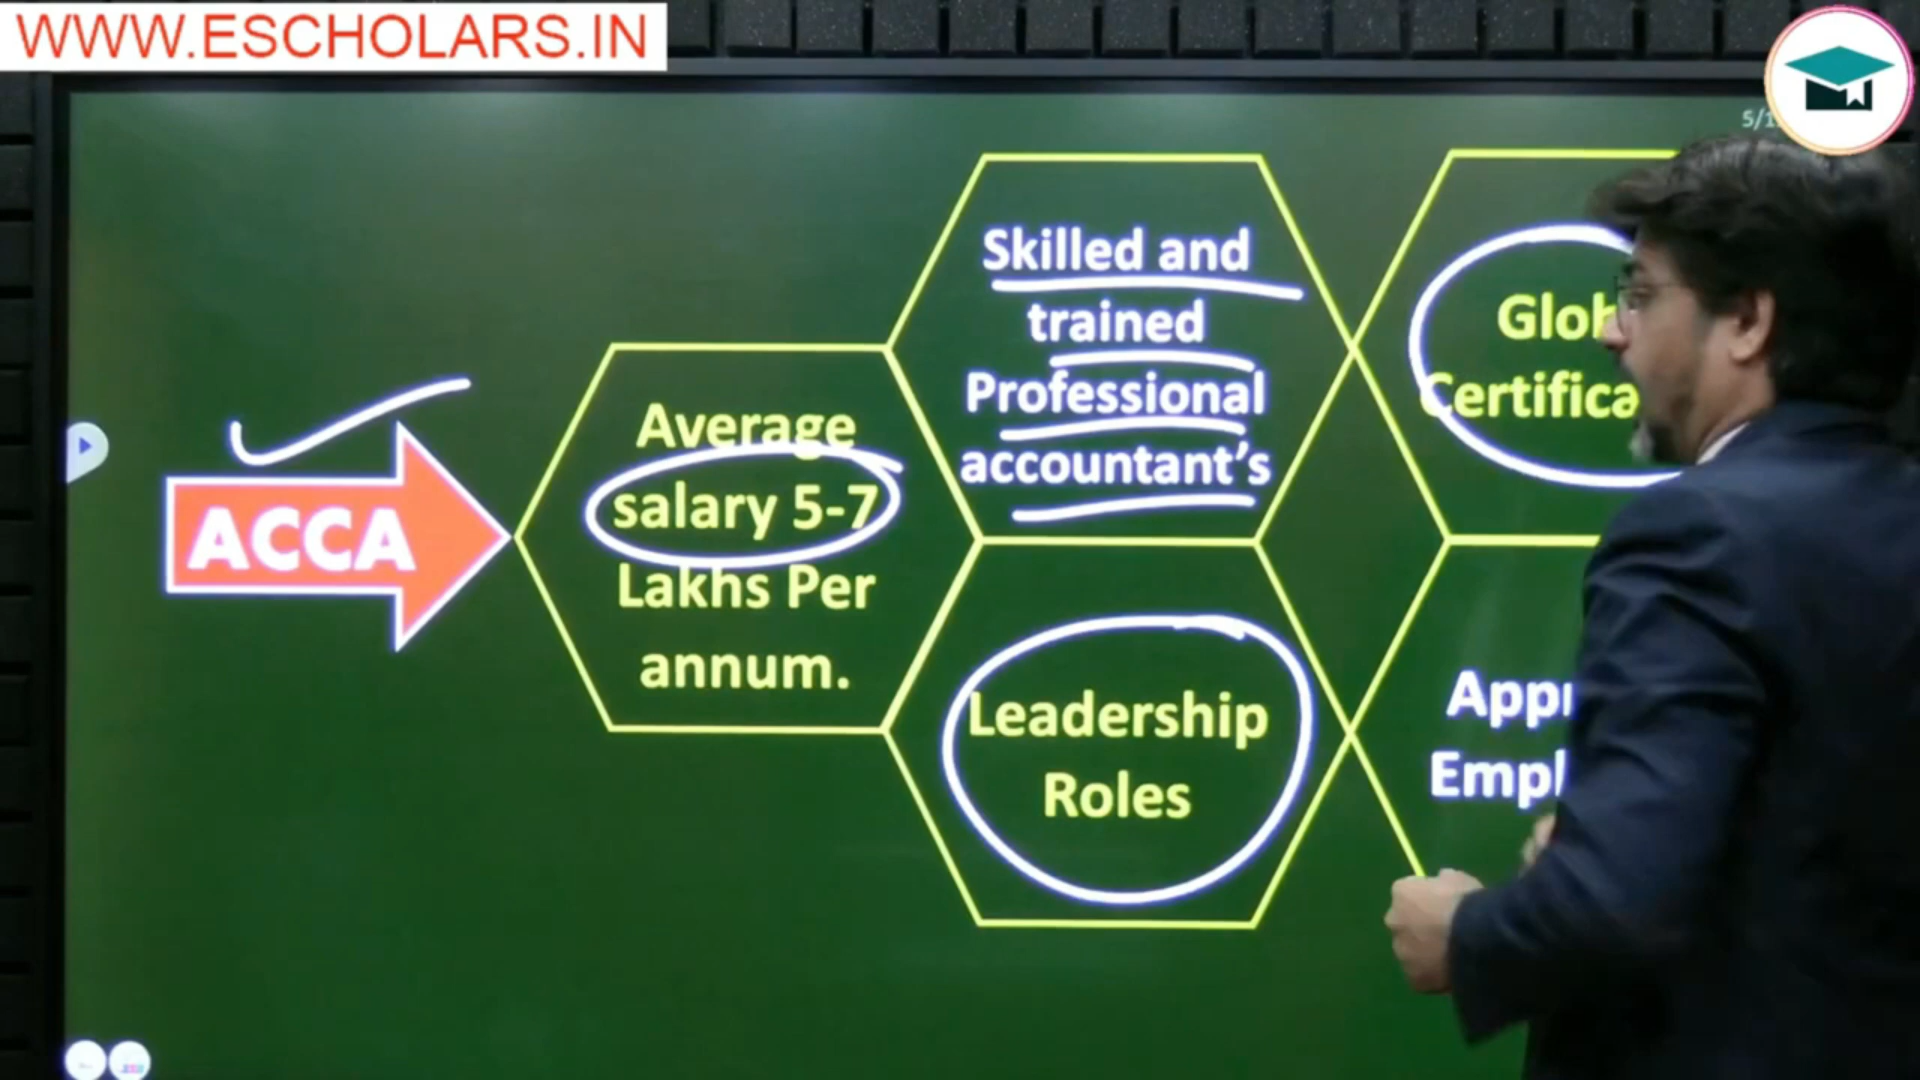 WWW.ESCHOLARS.IN
ACCA
Average
salary 5-7
Lakhs Per
annum.
Skilled and
trained
Professional
accountant’s
Leadership
Roles